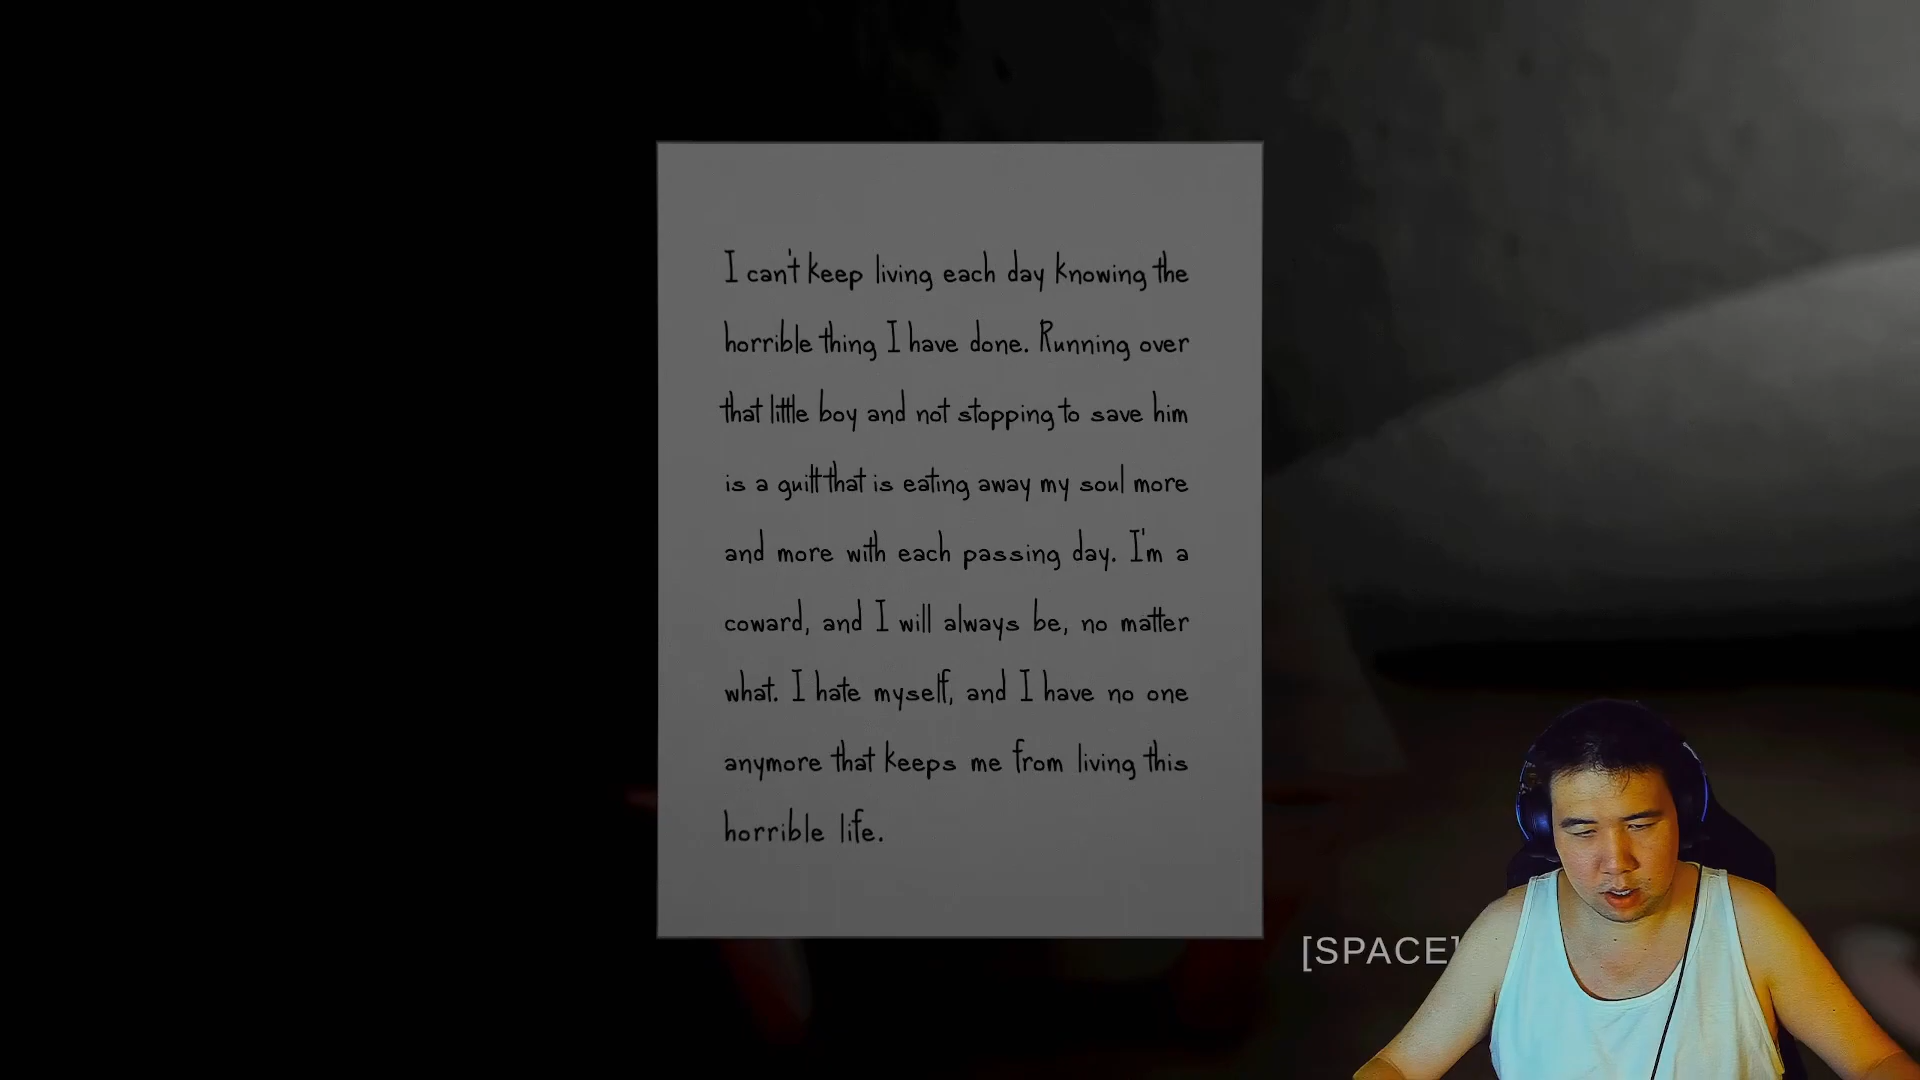 I can't keep living each day knowing the
horrible thing I have done. Running over
that little boy and not stopping to save him
is a guilt that is eating away my soul more
and more with each passing day. I'm a
coward, and I will always be, no matter
what. I hate myself, and I have no one
anymore that keeps me from living this
horrible life.
[SPACE]